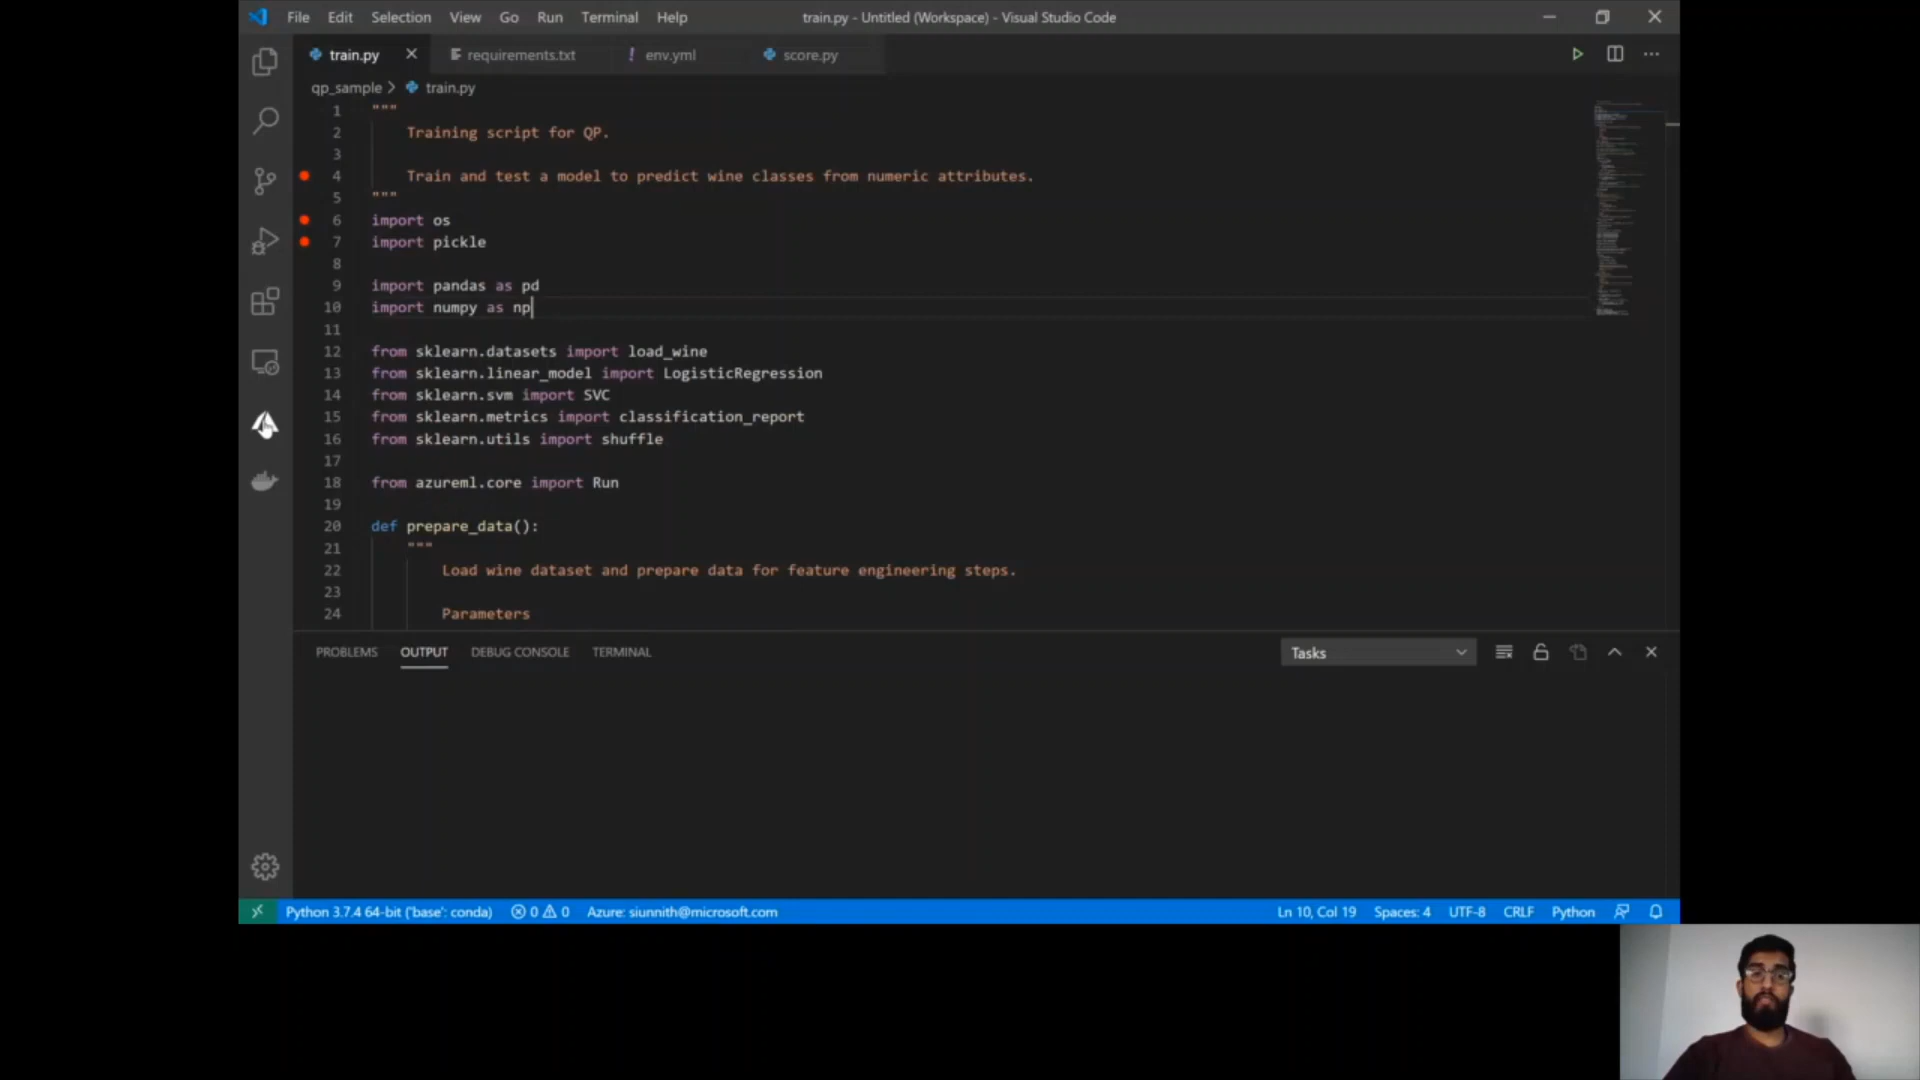 File Edit Selection View Go Run Terminal Help train.py - Untitled (Workspace) - Visual Studio Code
train.py requirements.txt ! env.yml score.py
qp_sample > train.py
1 """
2 Training script for QP.
3
4 Train and test a model to predict wine classes from numeric attributes.
5 """
6 import os
7 import pickle
8
9 import pandas as pd
10 import numpy as np
11
12 from sklearn.datasets import load_wine
13 from sklearn.linear_model import LogisticRegression
14 from sklearn.svm import SVC
15 from sklearn.metrics import classification_report
16 from sklearn.utils import shuffle
17
18 from azureml.core import Run
19
20 def prepare_data():
21 """
22 Load wine dataset and prepare data for feature engineering steps.
23
24 Parameters
PROBLEMS OUTPUT DEBUG CONSOLE TERMINAL Tasks
Python 3.7.4 64-bit ('base': conda) 0 0 Azure: siunnith@microsoft.com Ln 10, Col 19 Spaces: 4 UTF-8 CRLF Python